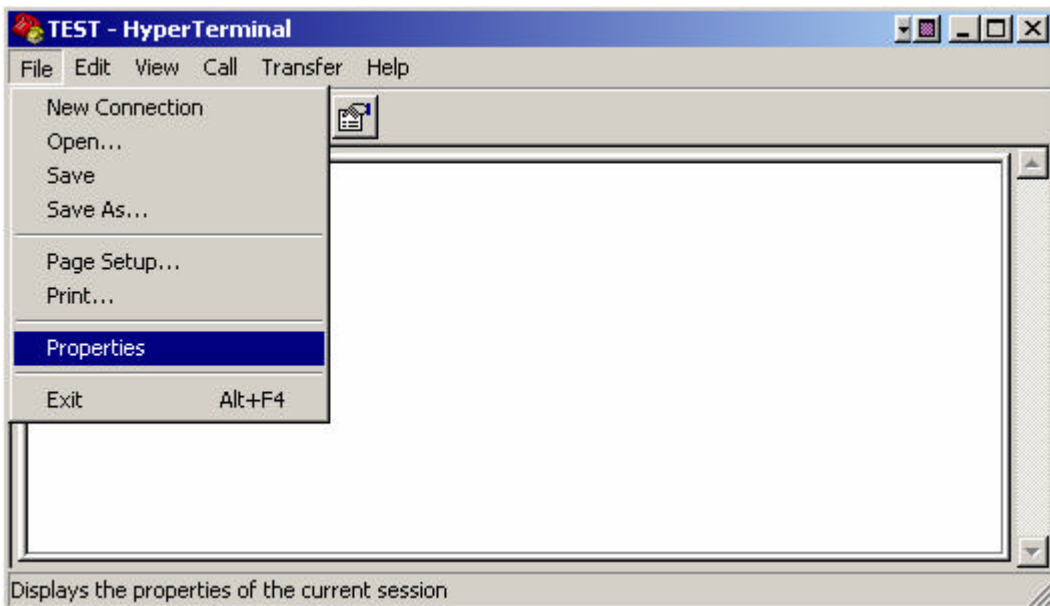 TEST - HyperTerminal
File Edit View Call Transfer Help
New Connection
Open...
Save
Save As...
Page Setup...
Print...
Properties
Exit Alt+F4
Displays the properties of the current session